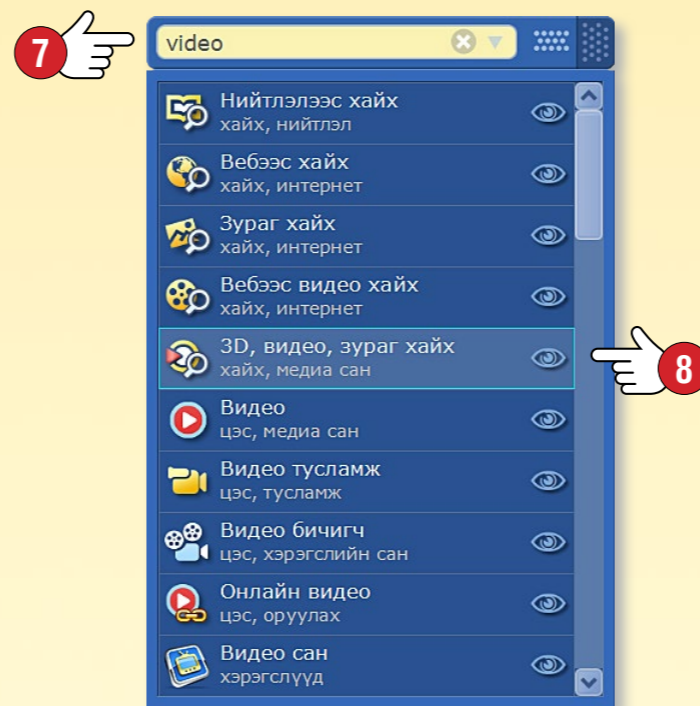 7
video
Нийтлэлээс хайх
хайх, нийтлэл
Вебээс хайх
хайх, интернет
Зураг хайх
хайх, интернет
Вебээс видео хайх
хайх, интернет
3D, видео, зураг хайх
хайх, медиа сан
8
Видео
цэс, медиа сан
Видео тусламж
цэс, тусламж
Видео бичигч
цэс, хэрэгслийн сан
Онлайн видео
цэс, оруулах
Видео сан
хэрэгслүүд